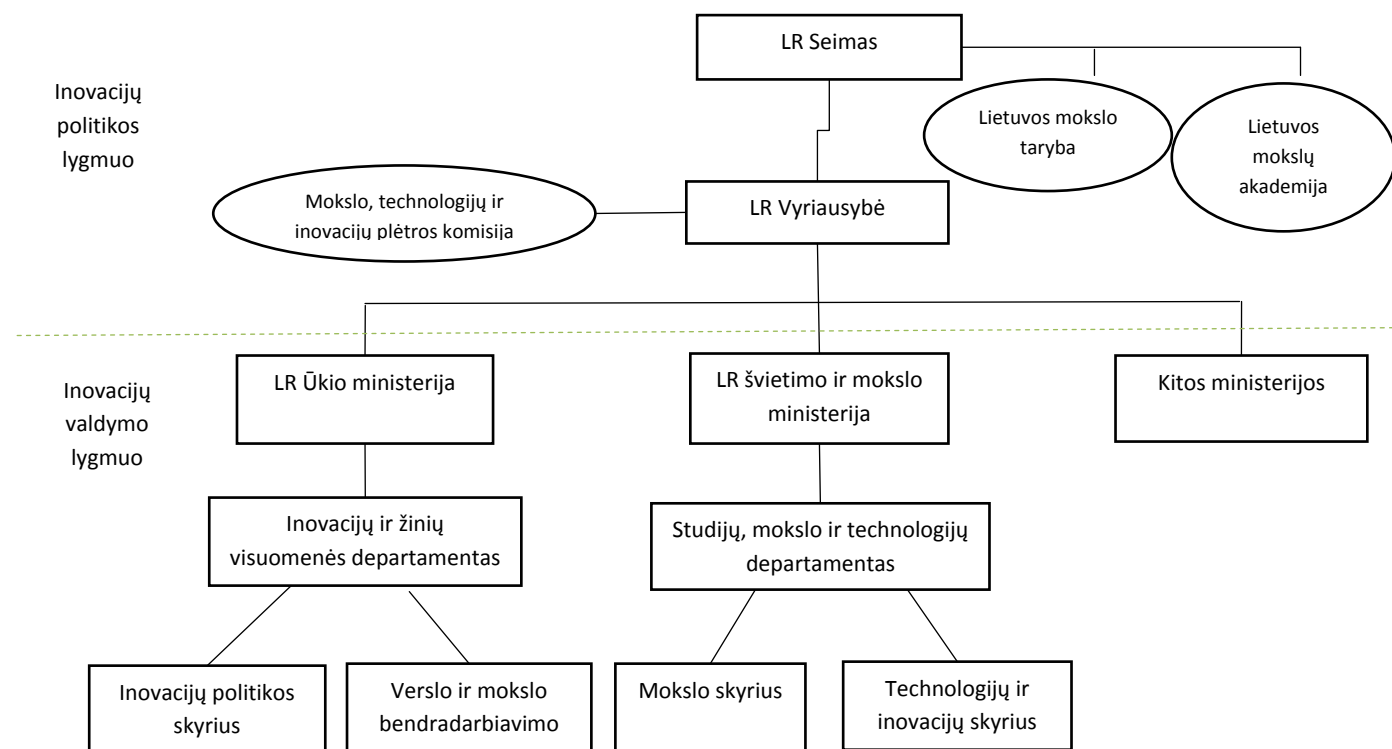 LR Seimas
Inovacijų
politikos
lygmuo
Lietuvos mokslo
taryba
Lietuvos
mokslų
akademija
Mokslo, technologijų ir
inovacijų plėtros komisija
LR Vyriausybė
LR Ūkio ministerija
LR švietimo ir mokslo
ministerija
Kitos ministerijos
Inovacijų
valdymo
lygmuo
Inovacijų ir žinių
visuomenės departamentas
Studijų, mokslo ir technologijų
departamentas
Inovacijų politikos
skyrius
Verslo ir mokslo
bendradarbiavimo
Mokslo skyrius
Technologijų ir
inovacijų skyrius